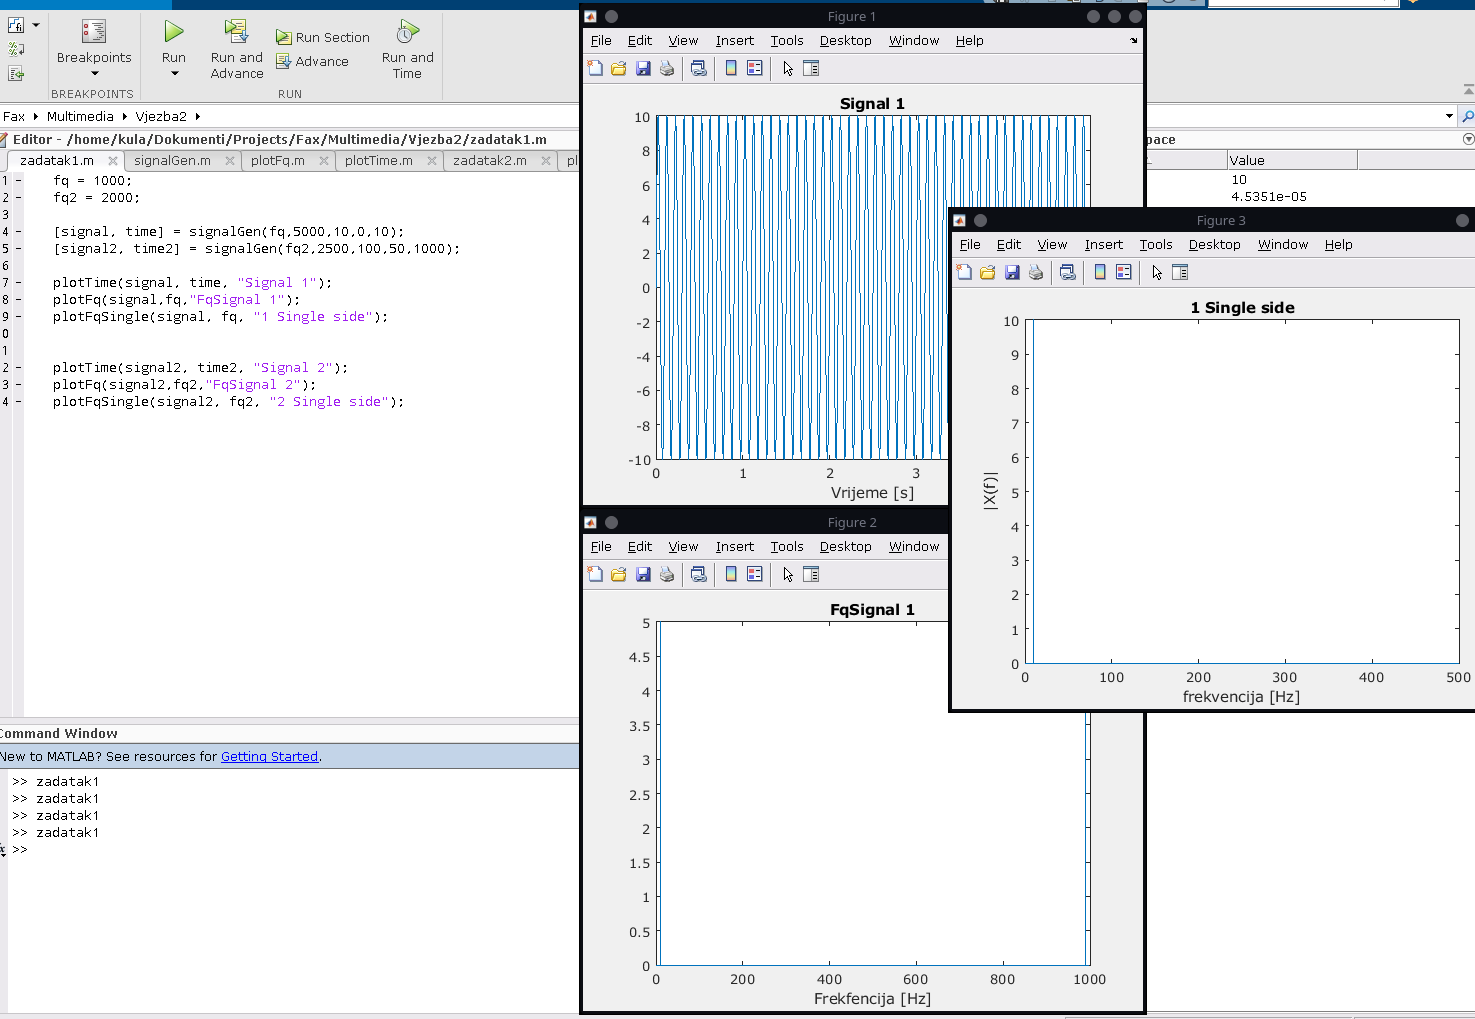 Breakpoints
Run
Run and Advance
Run Section
Advance
Run and Time
BREAKPOINTS
RUN
Fax ▸ Multimedia ▸ Vjezba2 ▸
Editor - /home/kula/Dokumenti/Projects/Fax/Multimedia/Vjezba2/zadatak1.m
zadatak1.m signalGen.m plotFq.m plotTime.m zadatak2.m
1 - fq = 1000;
2 - fq2 = 2000;
3
4 - [signal, time] = signalGen(fq,5000,10,0,10);
5 - [signal2, time2] = signalGen(fq2,2500,100,50,1000);
6
7 - plotTime(signal, time, "Signal 1");
8 - plotFq(signal,fq,"FqSignal 1");
9 - plotFqSingle(signal, fq, "1 Single side");
0
1
2 - plotTime(signal2, time2, "Signal 2");
3 - plotFq(signal2,fq2,"FqSignal 2");
4 - plotFqSingle(signal2, fq2, "2 Single side");
Command Window
New to MATLAB? See resources for Getting Started.
>> zadatak1
>> zadatak1
>> zadatak1
>> zadatak1
fx >>
Figure 1
File Edit View Insert Tools Desktop Window Help
Signal 1
10
8
6
4
2
0
-2
-4
-6
-8
-10
0 1 2 3
Vrijeme [s]
Figure 2
File Edit View Insert Tools Desktop Window
FqSignal 1
5
4.5
4
3.5
3
2.5
2
1.5
1
0.5
0
0 200 400 600 800 1000
Frekfencija [Hz]
pace
Value
10
4.5351e-05
Figure 3
File Edit View Insert Tools Desktop Window Help
1 Single side
|X(f)|
10
9
8
7
6
5
4
3
2
1
0
0 100 200 300 400 500
frekvencija [Hz]